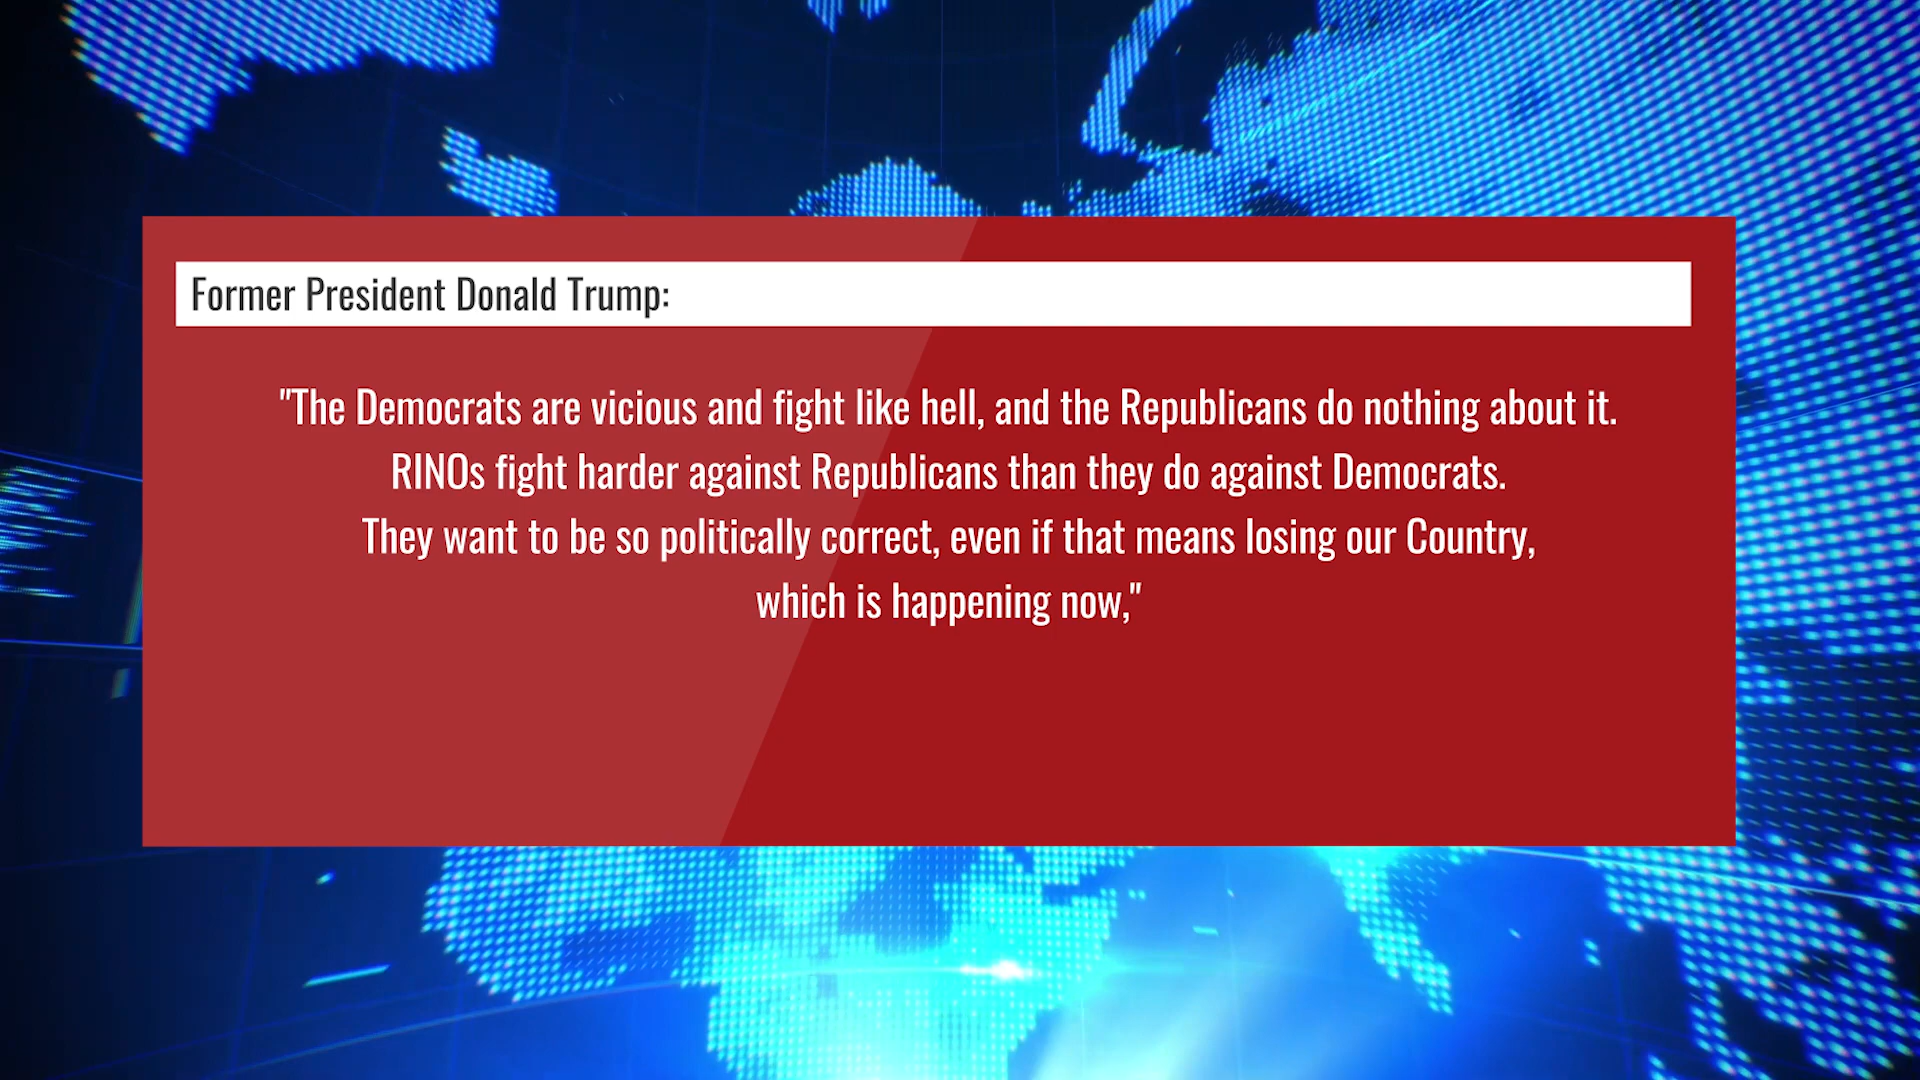 Former President Donald Trump:
"The Democrats are vicious and fight like hell, and the Republicans do nothing about it.
RINOs fight harder against Republicans than they do against Democrats.
They want to be so politically correct, even if that means losing our Country,
which is happening now,"